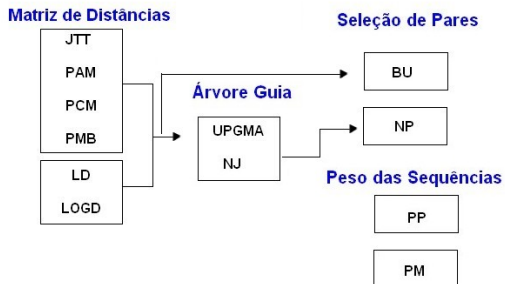 Matriz de Distâncias
JTT
PAM
PCM
PMB
LD
LOGD
Árvore Guia
UPGMA
NJ
Seleção de Pares
BU
NP
Peso das Sequências
PP
PM